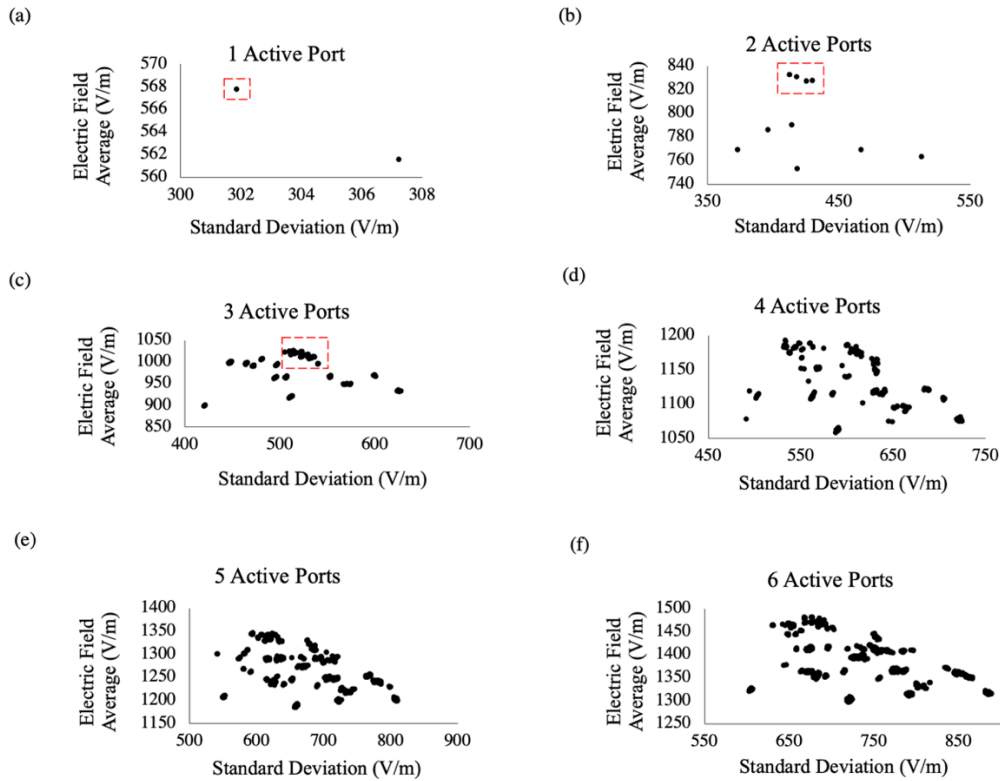 (a)
1 Active Port
Electric Field
Average (V/m)
570
568
566
564
562
560
300
302
304
306
308
Standard Deviation (V/m)
(b)
2 Active Ports
Eletric Field
Average (V/m)
840
820
800
780
760
740
350
450
550
Standard Deviation (V/m)
(c)
3 Active Ports
Eletric Field
Average (V/m)
1050
1000
950
900
850
400
500
600
700
Standard Deviation (V/m)
(d)
4 Active Ports
Electric Field
Average (V/m)
1200
1150
1100
1050
450
550
650
750
Standard Deviation (V/m)
(e)
5 Active Ports
Electric Field
Average (V/m)
1400
1350
1300
1250
1200
1150
500
600
700
800
900
Standard Deviation (V/m)
(f)
6 Active Ports
Electric Field
Average (V/m)
1500
1450
1400
1350
1300
1250
550
650
750
850
Standard Deviation (V/m)